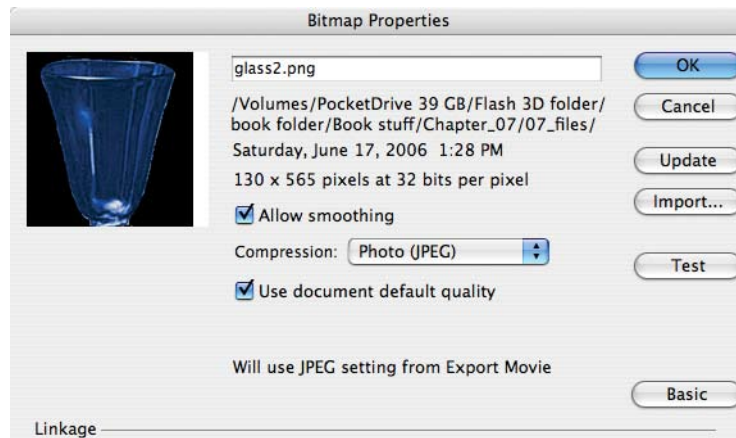 Bitmap Properties
glass2.png
OK
/Volumes/PocketDrive 39 GB/Flash 3D folder/
book folder/Book stuff/Chapter_07/07_files/
Cancel
Saturday, June 17, 2006 1:28 PM
Update
130 x 565 pixels at 32 bits per pixel
Import...
Allow smoothing
Compression: Photo (JPEG)
Test
Use document default quality
Will use JPEG setting from Export Movie
Basic
Linkage